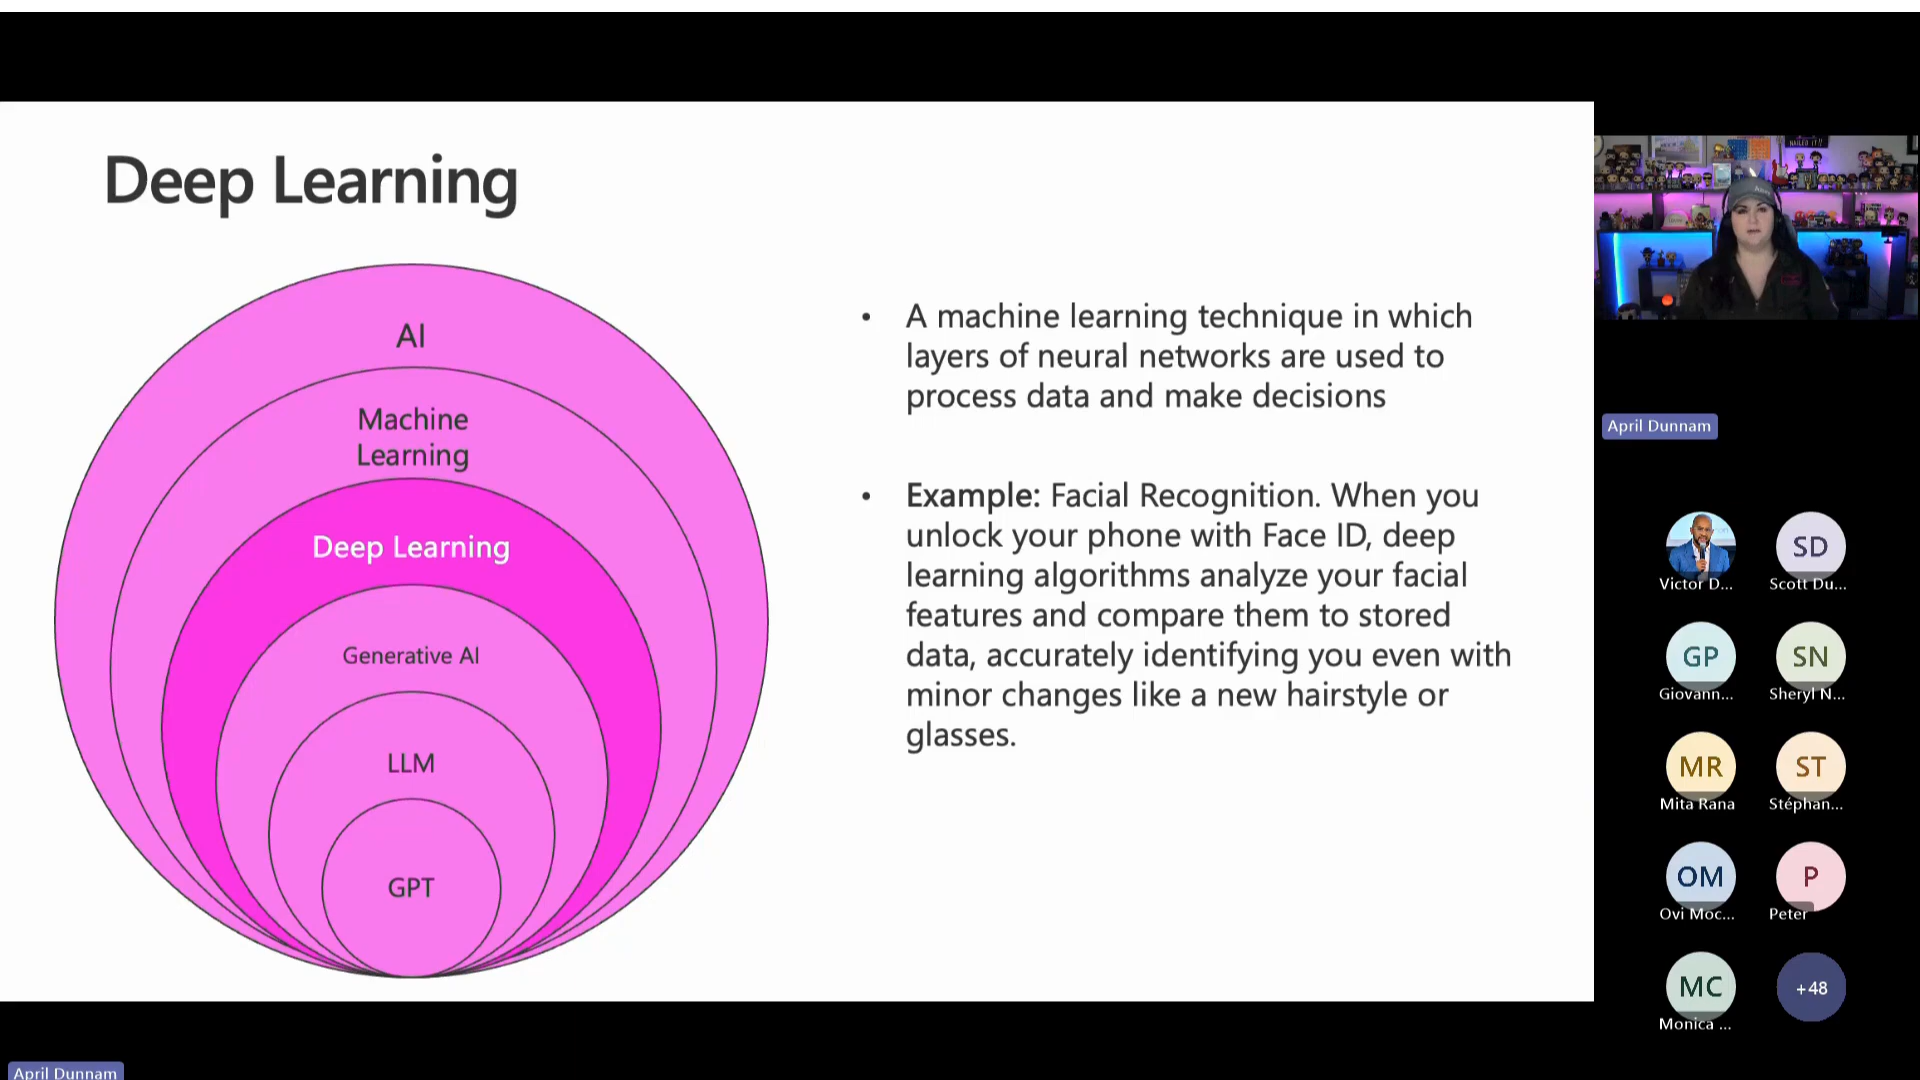 Deep Learning
AI
Machine
Learning
Deep Learning
Generative AI
LLM
GPT
• A machine learning technique in which
layers of neural networks are used to
process data and make decisions
• Example: Facial Recognition. When you
unlock your phone with Face ID, deep
learning algorithms analyze your facial
features and compare them to stored
data, accurately identifying you even with
minor changes like a new hairstyle or
glasses.
NAILED IT!!
April Dunnam
Victor D...
SD
Scott Du...
GP
Giovann...
SN
Sheryl N...
MR
Mita Rana
ST
Stéphan...
OM
Ovi Moc...
P
Peter
MC
Monica ...
+48
April Dunnam